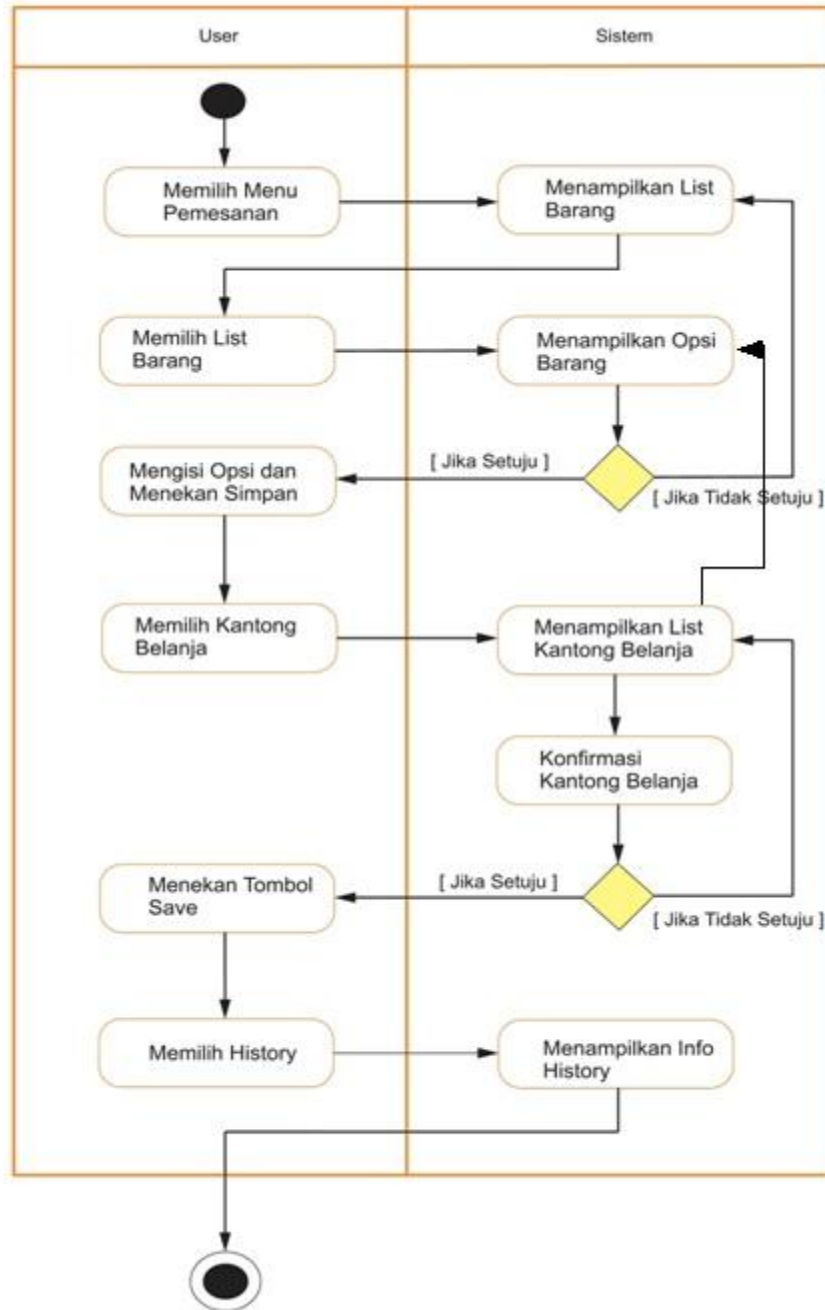 User
Sistem
Memilih Menu
Pemesanan
Menampilkan List
Barang
Memilih List
Barang
Menampilkan Opsi
Barang
[ Jika Setuju ]
Mengisi Opsi dan
Menekan Simpan
[ Jika Tidak Setuju ]
Memilih Kantong
Belanja
Menampilkan List
Kantong Belanja
Konfirmasi
Kantong Belanja
Menekan Tombol
Save
[ Jika Setuju ]
[ Jika Tidak Setuju ]
Memilih History
Menampilkan Info
History